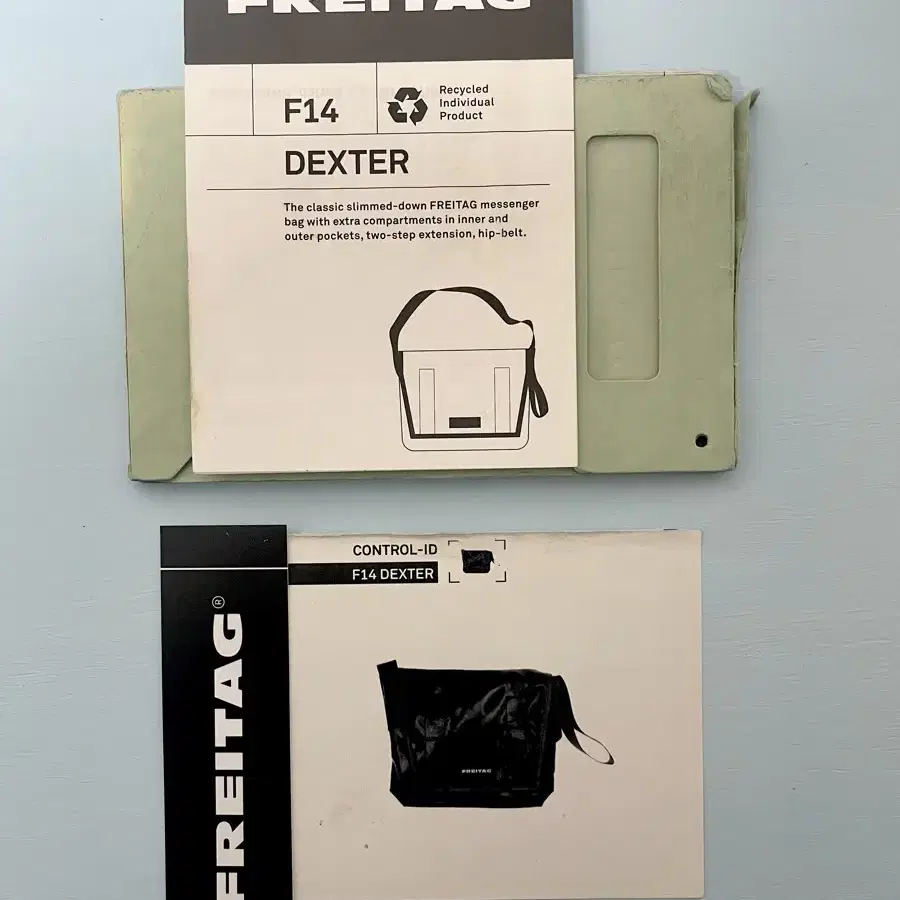 FREITAG
F14
Recycled
Individual
Product
DEXTER
The classic slimmed-down FREITAG messenger
bag with extra compartments in inner and
outer pockets, two-step extension, hip-belt.
CONTROL-ID
F14 DEXTER
FREITAG®
FREITAG